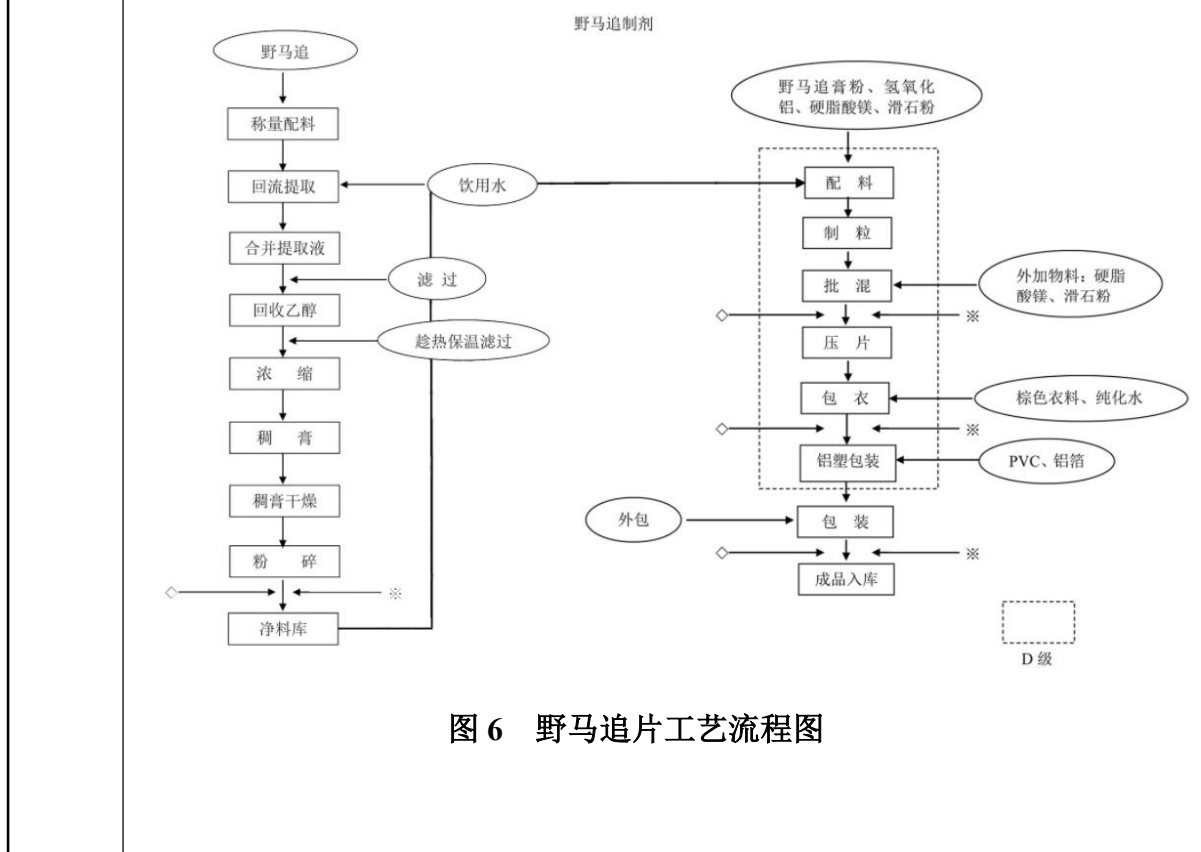 野马追制剂
野马追
称量配料
回流提取
合并提取液
回收乙醇
浓 缩
稠 膏
稠膏干燥
粉 碎
◇
※
净料库
饮用水
滤 过
趁热保温滤过
野马追膏粉、氢氧化
铝、硬脂酸镁、滑石粉
配 料
制 粒
批 混
外加物料：硬脂
酸镁、滑石粉
◇
※
压 片
包 衣
棕色衣料、纯化水
◇
※
铝塑包装
PVC、铝箔
外包
包 装
◇
※
成品入库
D 级
图 6 野马追片工艺流程图